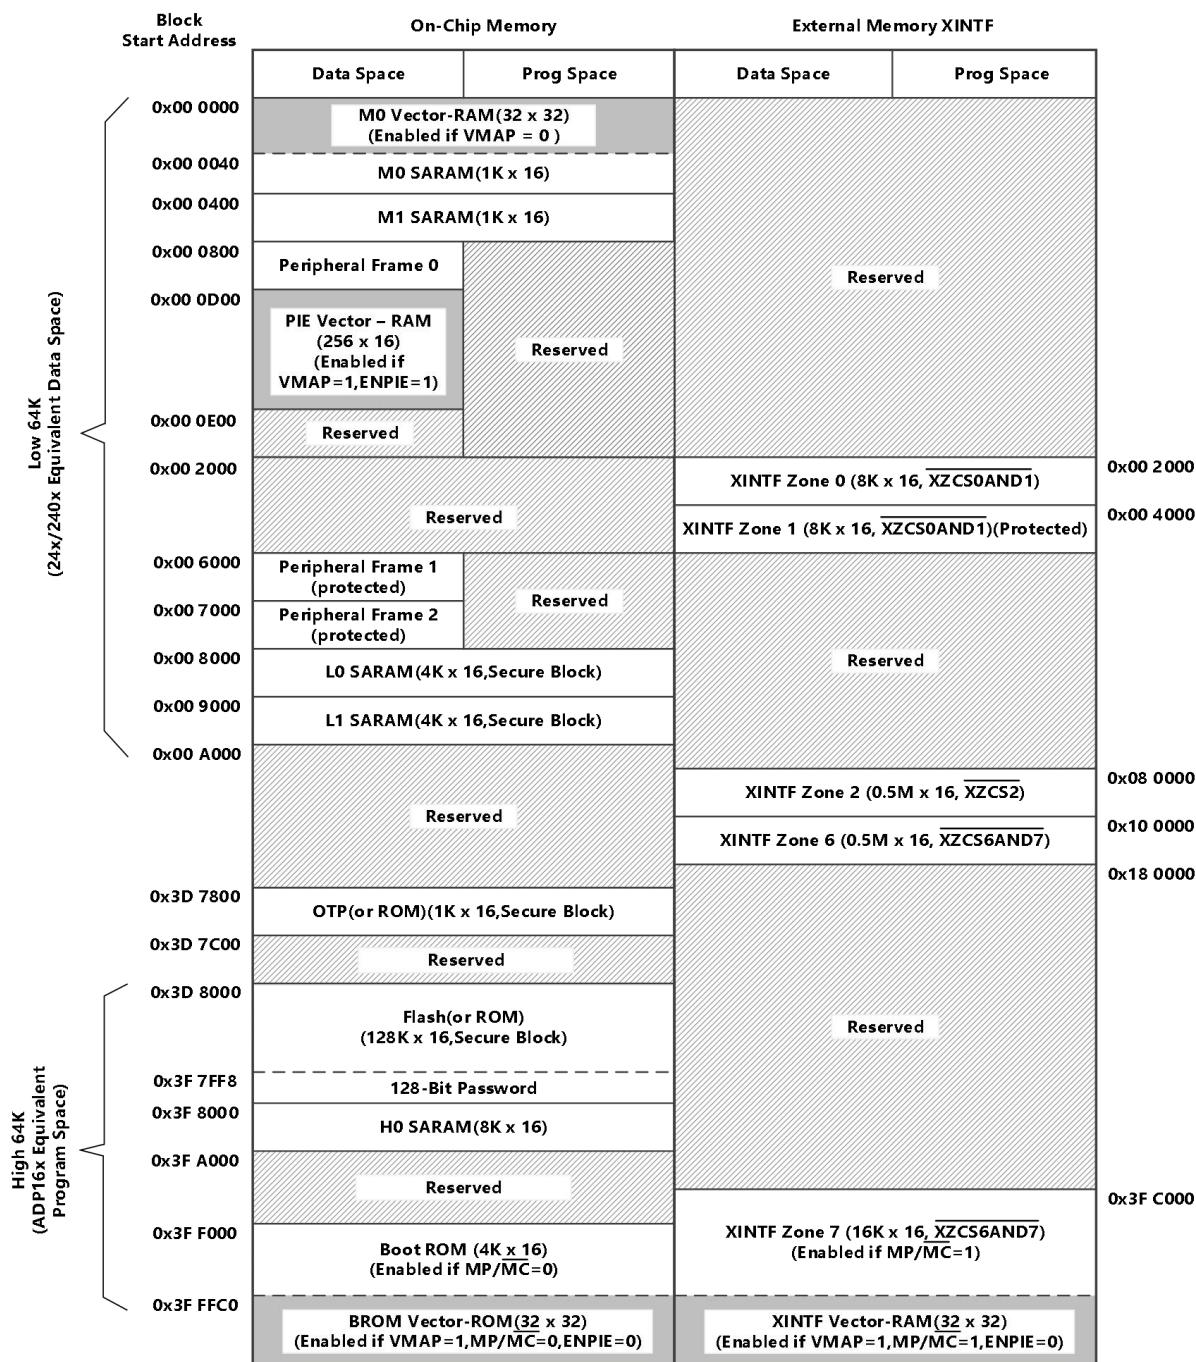 Block
Start Address
On-Chip Memory
External Memory XINTF
Data Space
Prog Space
Data Space
Prog Space
0x00 0000
M0 Vector-RAM(32 x 32)
(Enabled if VMAP = 0 )
0x00 0040
M0 SARAM(1K x 16)
0x00 0400
M1 SARAM(1K x 16)
0x00 0800
Peripheral Frame 0
Reserved
0x00 0D00
PIE Vector – RAM
(256 x 16)
(Enabled if
VMAP=1,ENPIE=1)
Reserved
0x00 0E00
Reserved
Low 64K
(24x/240x Equivalent Data Space)
0x00 2000
Reserved
XINTF Zone 0 (8K x 16, XZCS0AND1)
0x00 2000
XINTF Zone 1 (8K x 16, XZCS0AND1)(Protected)
0x00 4000
0x00 6000
Peripheral Frame 1
(protected)
Reserved
0x00 7000
Peripheral Frame 2
(protected)
0x00 8000
L0 SARAM(4K x 16,Secure Block)
Reserved
0x00 9000
L1 SARAM(4K x 16,Secure Block)
0x00 A000
Reserved
XINTF Zone 2 (0.5M x 16, XZCS2)
0x08 0000
XINTF Zone 6 (0.5M x 16, XZCS6AND7)
0x10 0000
0x18 0000
0x3D 7800
OTP(or ROM)(1K x 16,Secure Block)
0x3D 7C00
Reserved
0x3D 8000
Flash(or ROM)
(128K x 16,Secure Block)
Reserved
0x3F 7FF8
128-Bit Password
0x3F 8000
H0 SARAM(8K x 16)
High 64K
(ADP16x Equivalent
Program Space)
0x3F A000
Reserved
0x3F C000
0x3F F000
Boot ROM (4K x 16)
(Enabled if MP/MC=0)
XINTF Zone 7 (16K x 16, XZCS6AND7)
(Enabled if MP/MC=1)
0x3F FFC0
BROM Vector-ROM(32 x 32)
(Enabled if VMAP=1,MP/MC=0,ENPIE=0)
XINTF Vector-RAM(32 x 32)
(Enabled if VMAP=1,MP/MC=1,ENPIE=0)